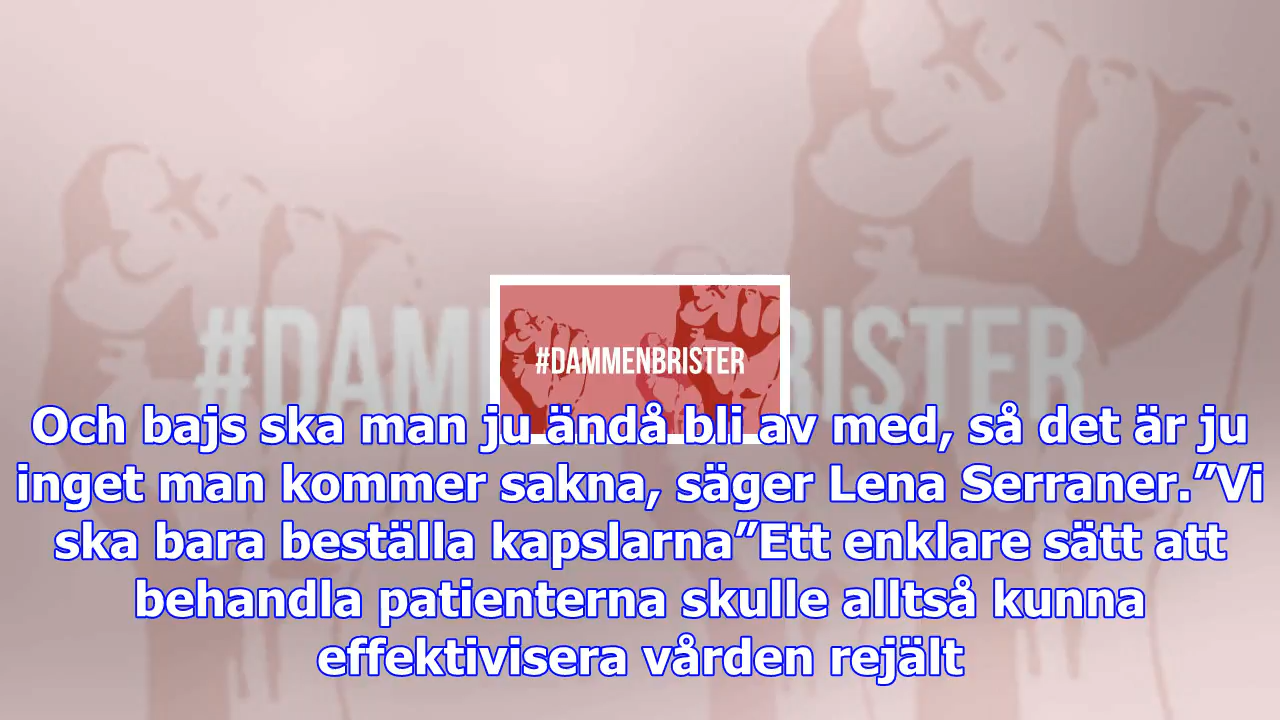 #DAMMENBRISTER
#DAM RISTER
Och bajs ska man ju ändå bli av med, så det är ju
inget man kommer sakna, säger Lena Serraner.”Vi
ska bara beställa kapslarna”Ett enklare sätt att
behandla patienterna skulle alltså kunna
effektivisera vården rejält